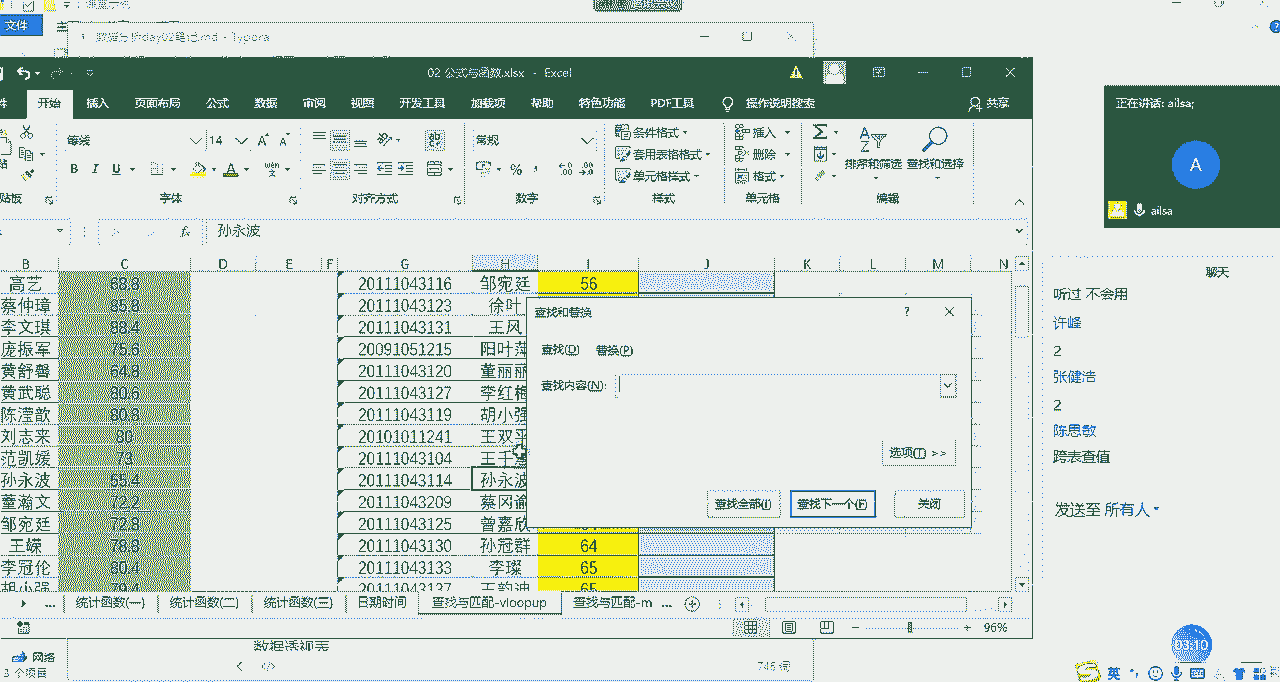 文件
数据分析day02笔记.md - Typora
02 公式与函数.xlsx - Excel
开始 插入 页面布局 公式 数据 审阅 视图 开发工具 加载项 帮助 特色功能 PDF工具 操作说明搜索 共享
等线 14 常规
条件格式 插入
套用表格格式 删除
单元格样式 格式
排序和筛选 查找和选择
B I U
字体 对齐方式 数字 样式 单元格 编辑
fx 孙永波
B C D E F G H I J K L M N
高艺 68.8 20111043116 邹宛廷 56
蔡仲璋 85.8 20111043123 徐叶
李文琪 68.4 20111043131 王风
庞振军 75.6 20091051215 阳叶萍
黄舒馨 64.8 20111043120 董丽丽
黄武聪 80.6 20111043127 李红梅
陈滢歆 80.8 20111043119 胡小强
刘志来 80 20101011241 王双平
范凯媛 73 20111043104 王千
孙永波 55.4 20111043114 孙永波
童瀚文 72.2 20111043209 蔡冈谕
邹宛廷 72.8 20111043125 曾嘉欣
王嵘 78.8 20111043130 孙冠群 64
李冠伦 80.4 20111043133 李璨 65
胡小强 20111043137 65
查找和替换 ?
查找(D) 替换(P)
查找内容(N):
选项(T) >>
查找全部(I) 查找下一个(F) 关闭
... 统计函数(一) 统计函数(二) 统计函数(三) 日期时间 查找与匹配-vloopup 查找与匹配-m ...
96%
数据透视表
网络
3 个项目
</> 746 词
正在讲话: ailsa;
A
ailsa
聊天
听过 不会用
许峰
2
张健浩
2
陈思敏
跨表查值
发送至 所有人
03:10
英